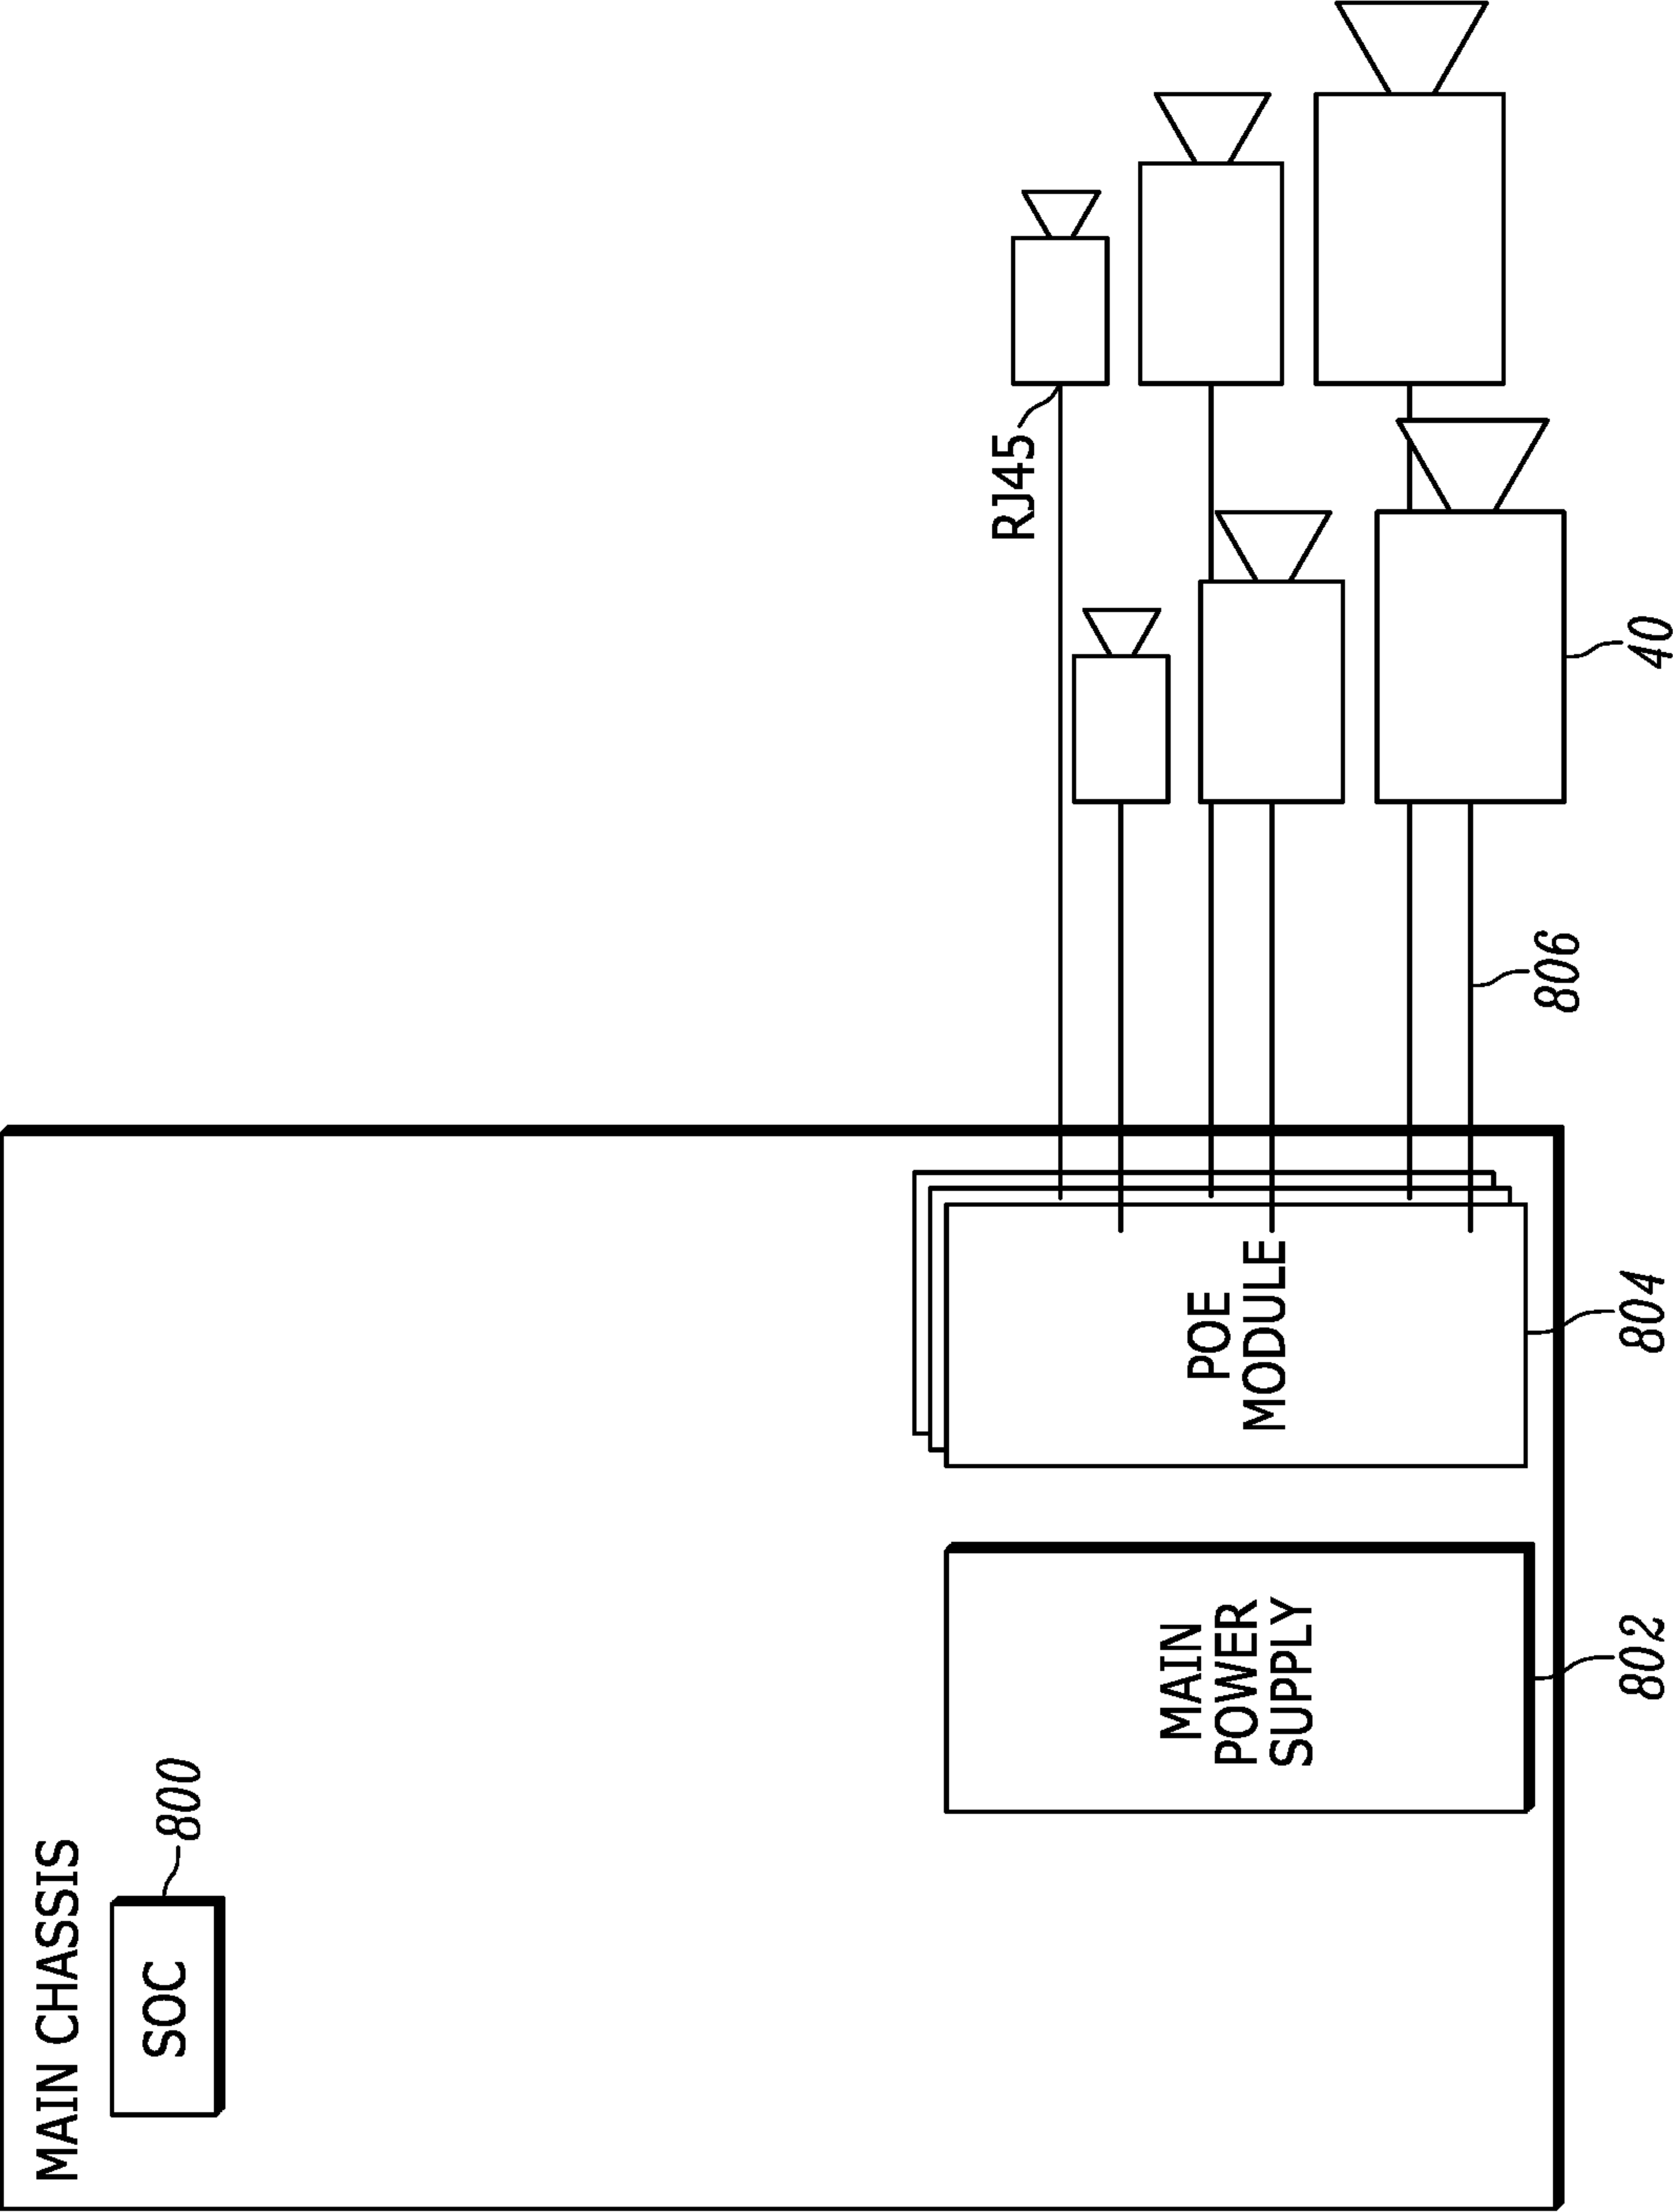 MAIN CHASSIS
SOC
800
MAIN
POWER
SUPPLY
802
POE
MODULE
804
806
RJ45
40